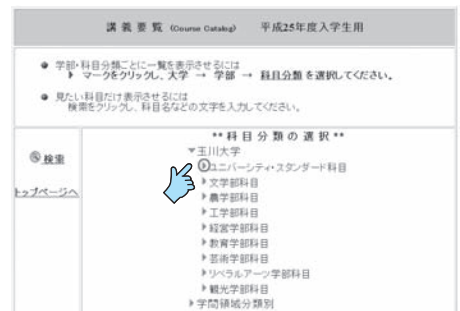 講義要覧 (Course Catalog) 平成25年度入学生用
● 学部・科目分類ごとに一覧を表示させるには
▶ マークをクリックし、大学 → 学部 → 科目分類 を選択してください。
● 見たい科目だけ表示させるには
検索をクリックし、科目名などの文字を入力してください。
検索
トップページへ
**科目分類の選択**
▼玉川大学
▶ユニバーシティ・スタンダード科目
▶文学部科目
▶農学部科目
▶工学部科目
▶経営学部科目
▶教育学部科目
▶芸術学部科目
▶リベラルアーツ学部科目
▶観光学部科目
▶学問領域分類別